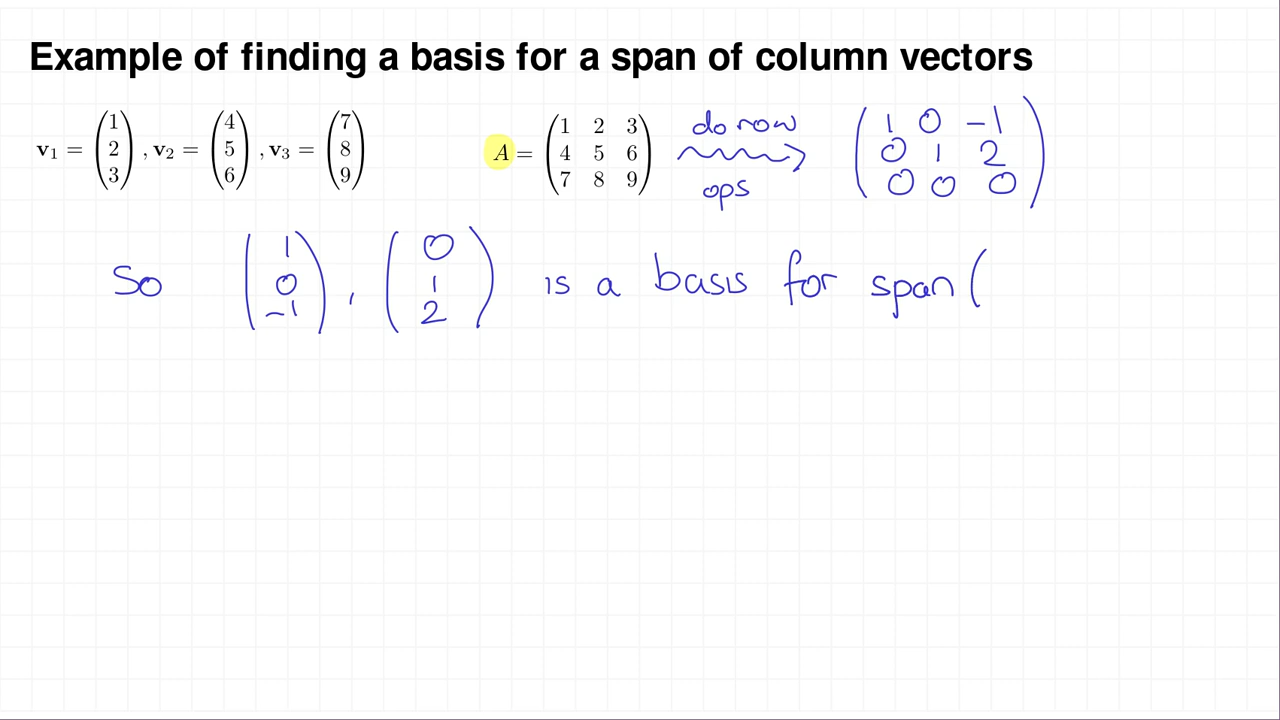 Example of finding a basis for a span of column vectors
v₁ = (1 2 3), v₂ = (4 5 6), v₃ = (7 8 9) A = (1 2 3 / 4 5 6 / 7 8 9) do row ops (1 0 -1 / 0 1 2 / 0 0 0)
So (1 0 -1), (0 1 2) is a basis for span(